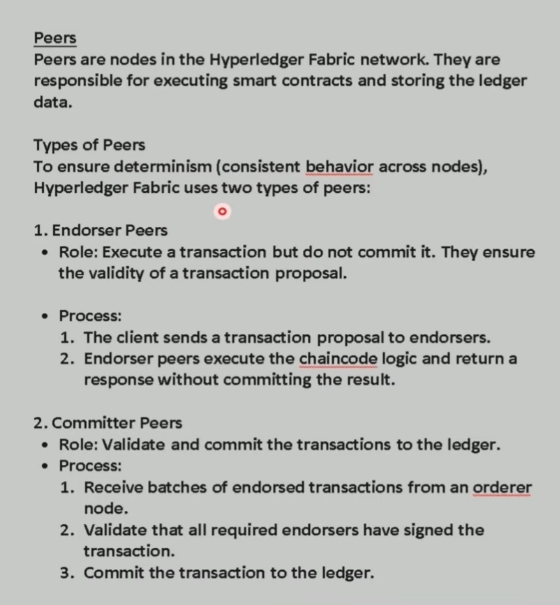 Peers
Peers are nodes in the Hyperledger Fabric network. They are
responsible for executing smart contracts and storing the ledger
data.
Types of Peers
To ensure determinism (consistent behavior across nodes),
Hyperledger Fabric uses two types of peers:
1. Endorser Peers
• Role: Execute a transaction but do not commit it. They ensure
the validity of a transaction proposal.
• Process:
1. The client sends a transaction proposal to endorsers.
2. Endorser peers execute the chaincode logic and return a
response without committing the result.
2. Committer Peers
• Role: Validate and commit the transactions to the ledger.
• Process:
1. Receive batches of endorsed transactions from an orderer
node.
2. Validate that all required endorsers have signed the
transaction.
3. Commit the transaction to the ledger.